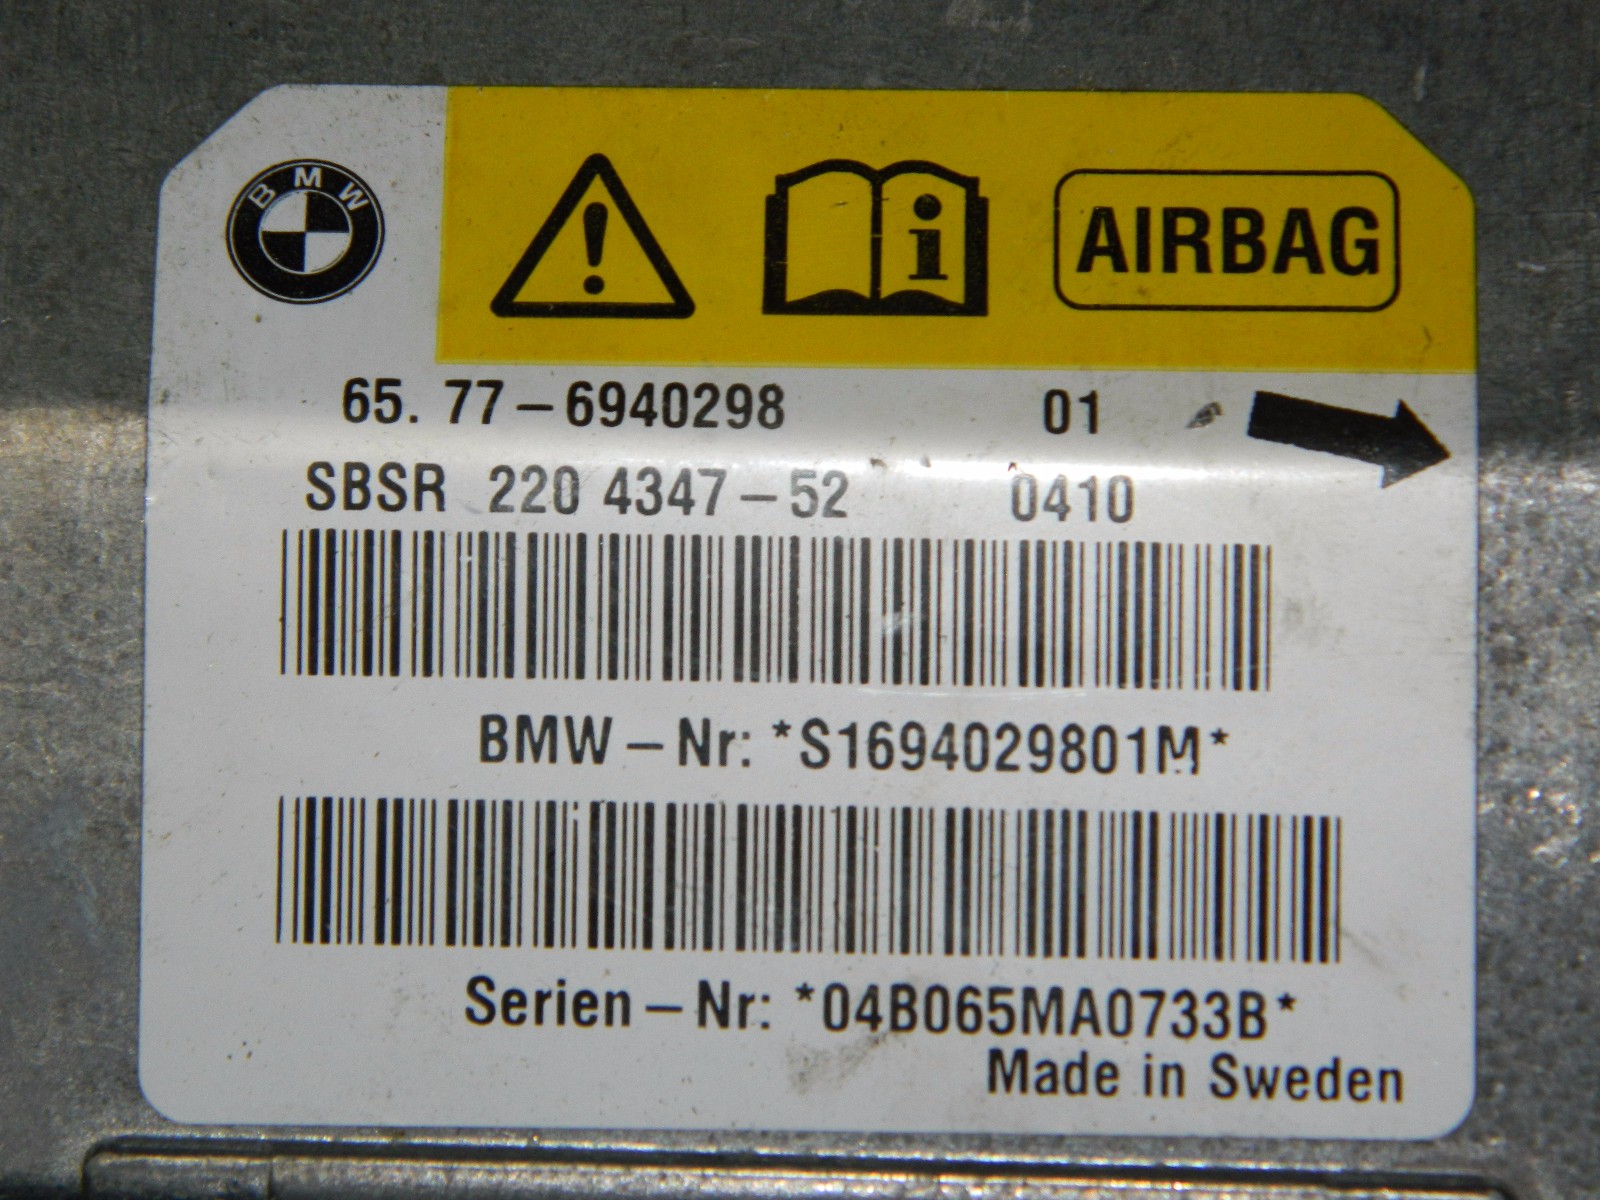 BMW
AIRBAG
65. 77-6940298 01
SBSR 220 4347-52 0410
BMW-Nr: *S1694029801M*
Serien-Nr: *04B065MA0733B*
Made in Sweden